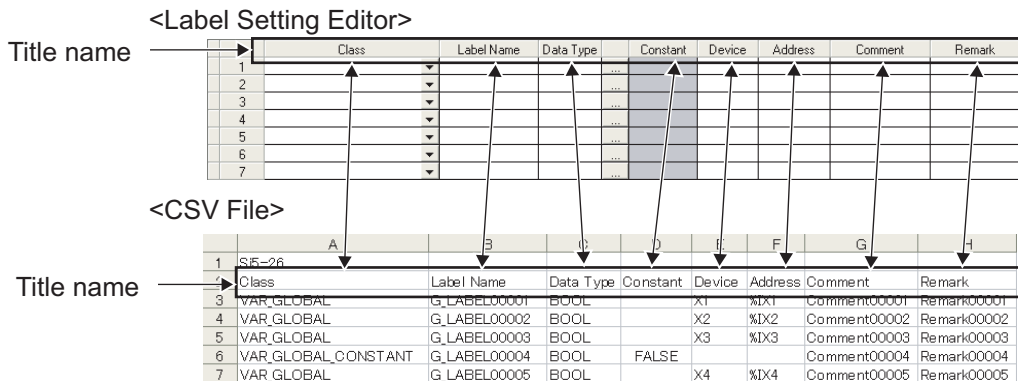 <Label Setting Editor>
Title name
Class Label Name Data Type Constant Device Address Comment Remark
1 ...
2 ...
3 ...
4 ...
5 ...
6 ...
7 ...
<CSV File>
A B C D E F G H
1 Sj5-26
Title name
2 Class Label Name Data Type Constant Device Address Comment Remark
3 VAR_GLOBAL G_LABEL00001 BOOL X1 %IX1 Comment00001 Remark00001
4 VAR_GLOBAL G_LABEL00002 BOOL X2 %IX2 Comment00002 Remark00002
5 VAR_GLOBAL G_LABEL00003 BOOL X3 %IX3 Comment00003 Remark00003
6 VAR_GLOBAL_CONSTANT G_LABEL00004 BOOL FALSE Comment00004 Remark00004
7 VAR_GLOBAL G_LABEL00005 BOOL X4 %IX4 Comment00005 Remark00005